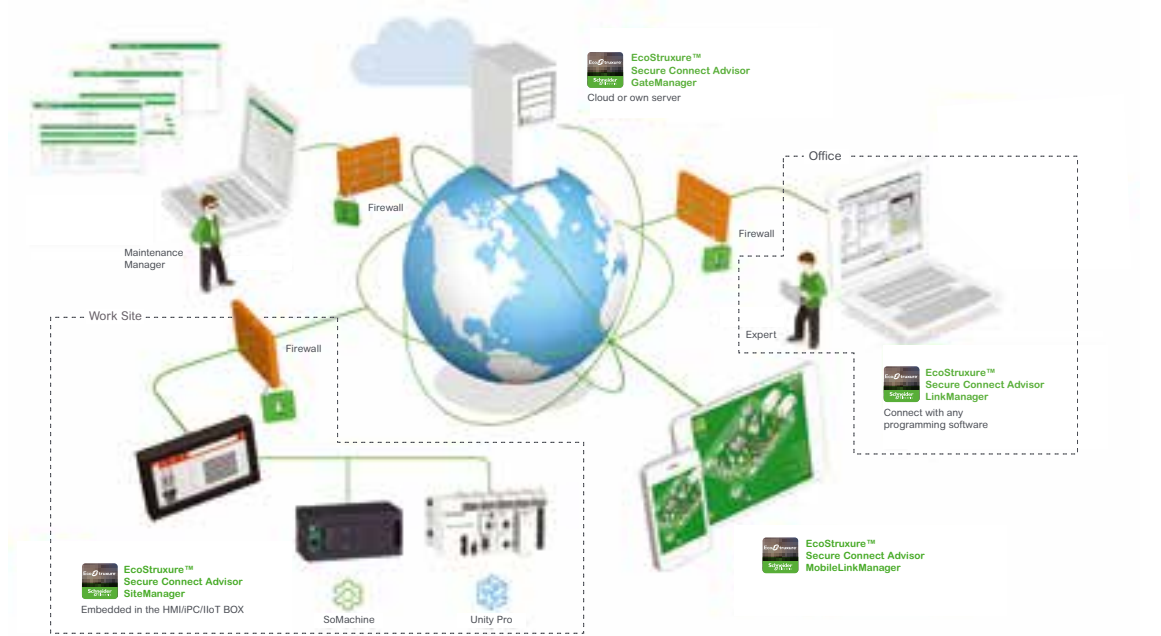 EcoStruxure™
Secure Connect Advisor
GateManager
Cloud or own server
Office
Firewall
Firewall
Maintenance
Manager
Expert
Work Site
Firewall
EcoStruxure™
Secure Connect Advisor
LinkManager
Connect with any
programming software
EcoStruxure™
Secure Connect Advisor
MobileLinkManager
EcoStruxure™
Secure Connect Advisor
SiteManager
Embedded in the HMI/iPC/IIoT BOX
SoMachine
Unity Pro